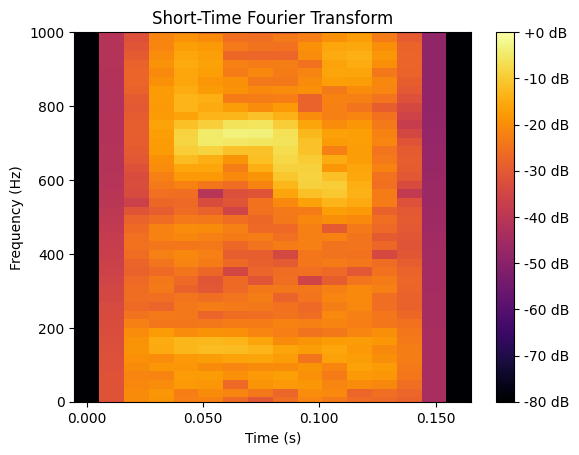 Short-Time Fourier Transform
1000
800
600
400
200
0
Frequency (Hz)
0.000
0.050
0.100
0.150
Time (s)
+0 dB
-10 dB
-20 dB
-30 dB
-40 dB
-50 dB
-60 dB
-70 dB
-80 dB